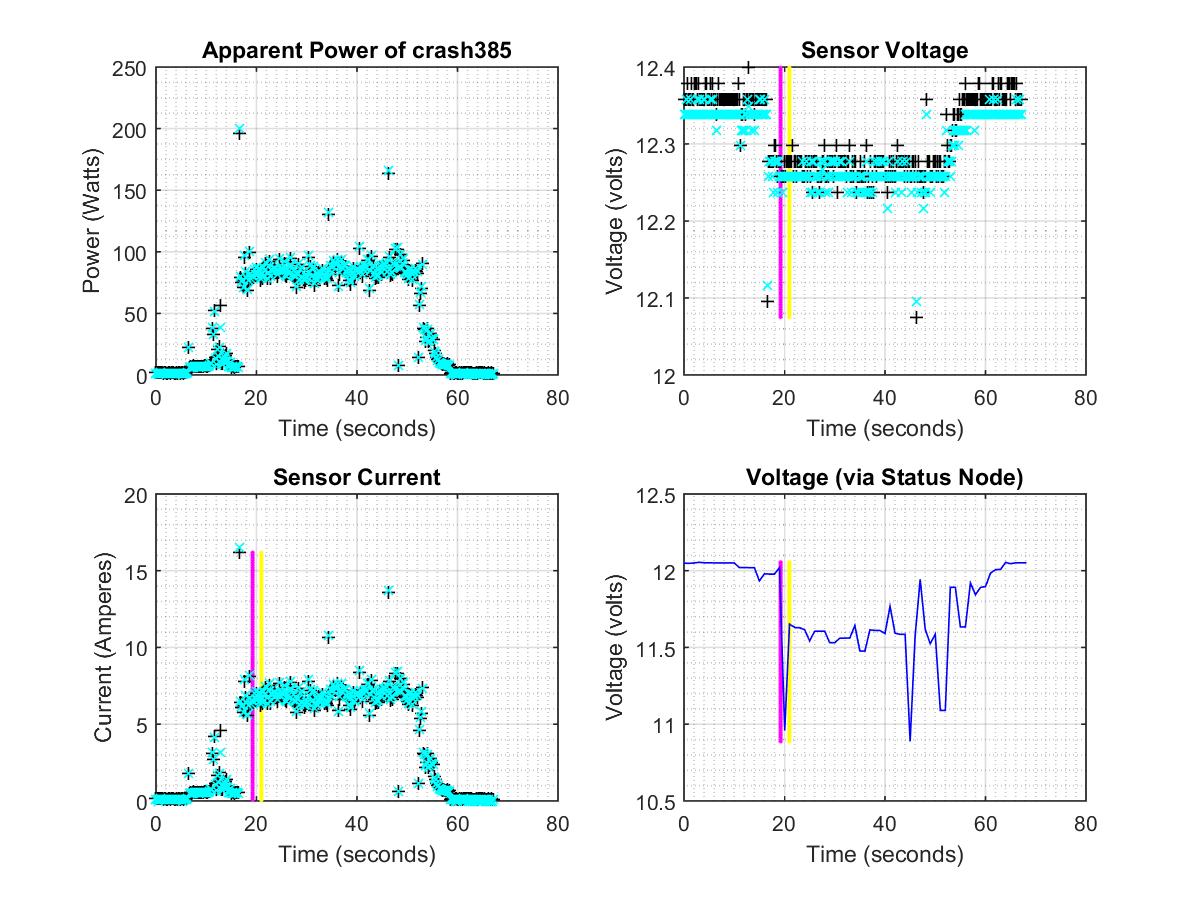 Apparent Power of crash385
250
200
150
100
50
0
Power (Watts)
0 20 40 60 80
Time (seconds)
Sensor Voltage
12.4
12.3
12.2
12.1
12
Voltage (volts)
0 20 40 60 80
Time (seconds)
Sensor Current
20
15
10
5
0
Current (Amperes)
0 20 40 60 80
Time (seconds)
Voltage (via Status Node)
12.5
12
11.5
11
10.5
Voltage (volts)
0 20 40 60 80
Time (seconds)